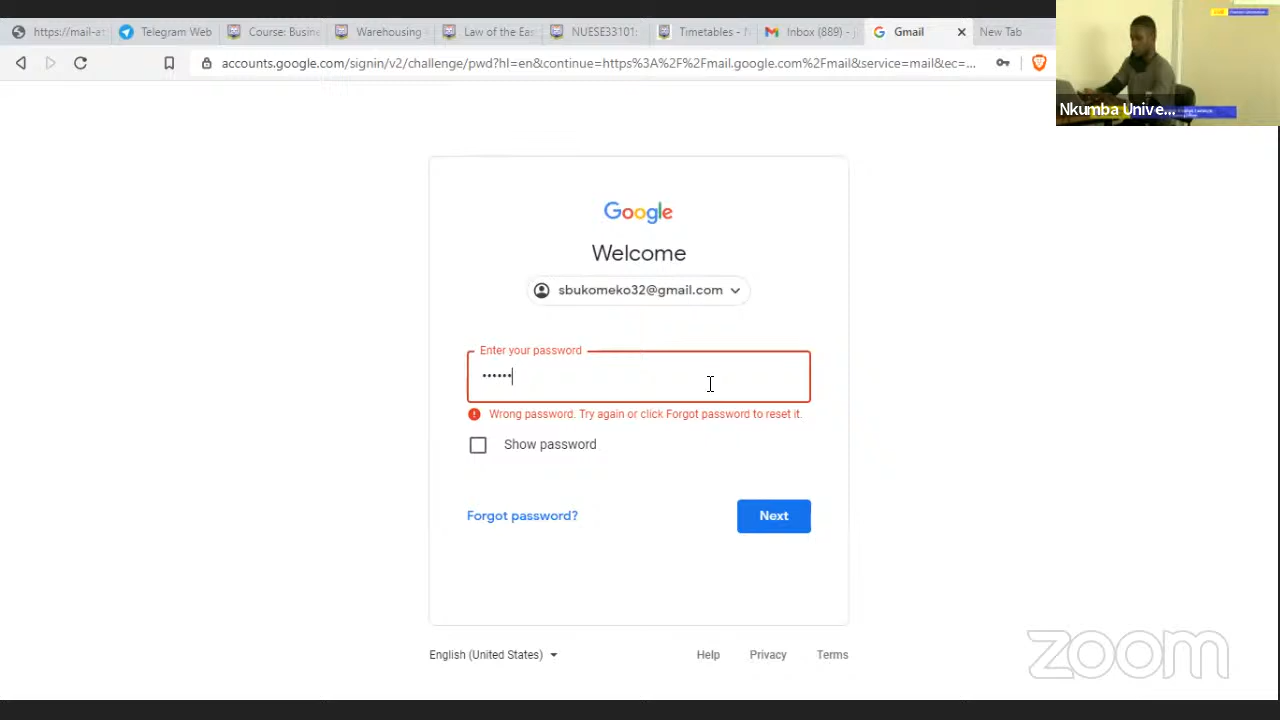 https://mail-at
Telegram Web
Course: Busine
Warehousing
Law of the Eas
NUESE33101:
Timetables - N
Inbox (889) -
Gmail
New Tab
accounts.google.com/signin/v2/challenge/pwd?hl=en&continue=https%3A%2F%2Fmail.google.com%2Fmail&service=mail&ec=...
Nkumba Unive...
Google
Welcome
sbukomeko32@gmail.com
Enter your password
••••••
Wrong password. Try again or click Forgot password to reset it.
Show password
Forgot password?
Next
English (United States)
Help
Privacy
Terms
zoom